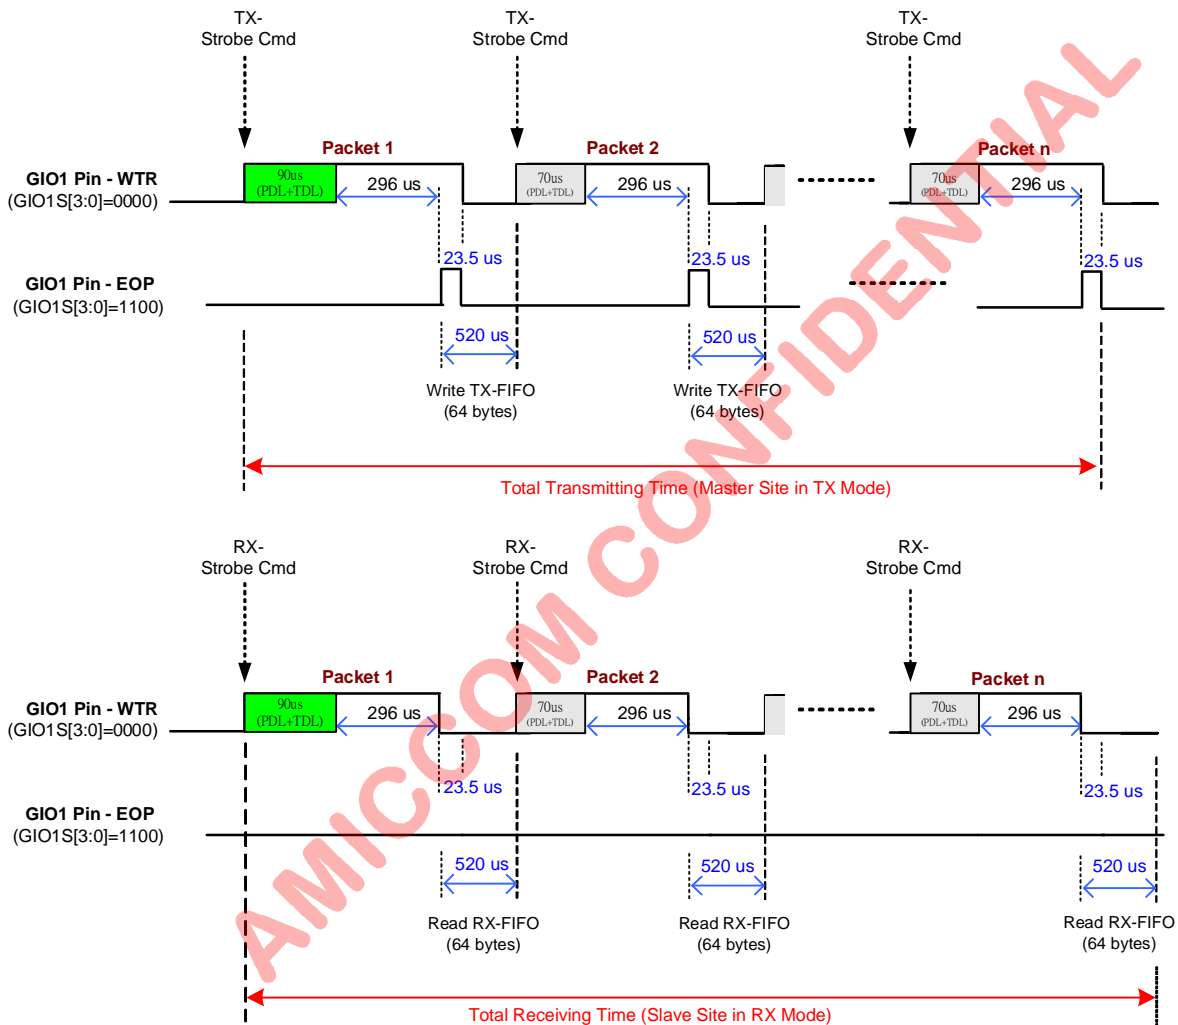 TX-
Strobe Cmd
TX-
Strobe Cmd
TX-
Strobe Cmd
Packet 1
Packet 2
Packet n
GIO1 Pin - WTR
(GIO1S[3:0]=0000)
90us
(PDL+TDL)
296 us
70us
(PDL+TDL)
296 us
70us
(PDL+TDL)
296 us
23.5 us
23.5 us
23.5 us
GIO1 Pin - EOP
(GIO1S[3:0]=1100)
520 us
520 us
Write TX-FIFO
(64 bytes)
Write TX-FIFO
(64 bytes)
Total Transmitting Time (Master Site in TX Mode)
RX-
Strobe Cmd
RX-
Strobe Cmd
RX-
Strobe Cmd
Packet 1
Packet 2
Packet n
GIO1 Pin - WTR
(GIO1S[3:0]=0000)
90us
(PDL+TDL)
296 us
70us
(PDL+TDL)
296 us
70us
(PDL+TDL)
296 us
23.5 us
23.5 us
23.5 us
GIO1 Pin - EOP
(GIO1S[3:0]=1100)
520 us
520 us
520 us
Read RX-FIFO
(64 bytes)
Read RX-FIFO
(64 bytes)
Read RX-FIFO
(64 bytes)
Total Receiving Time (Slave Site in RX Mode)
AMICCOM CONFIDENTIAL